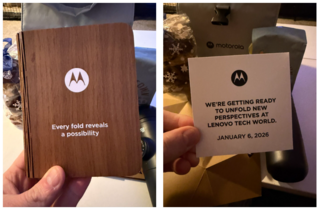 Every fold reveals
a possibility
motorola
WE'RE GETTING READY
TO UNFOLD NEW
PERSPECTIVES AT
LENOVO TECH WORLD.
JANUARY 6, 2026